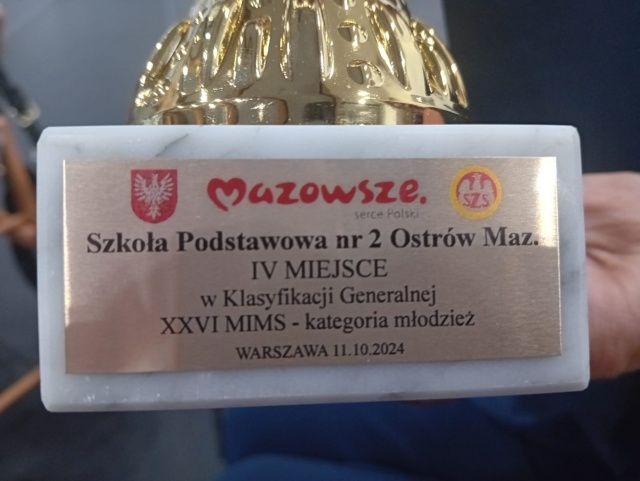 Mazowsze.
serce Polski
SZS
Szkoła Podstawowa nr 2 Ostrów Maz.
IV MIEJSCE
w Klasyfikacji Generalnej
XXVI MIMS - kategoria młodzież
WARSZAWA 11.10.2024